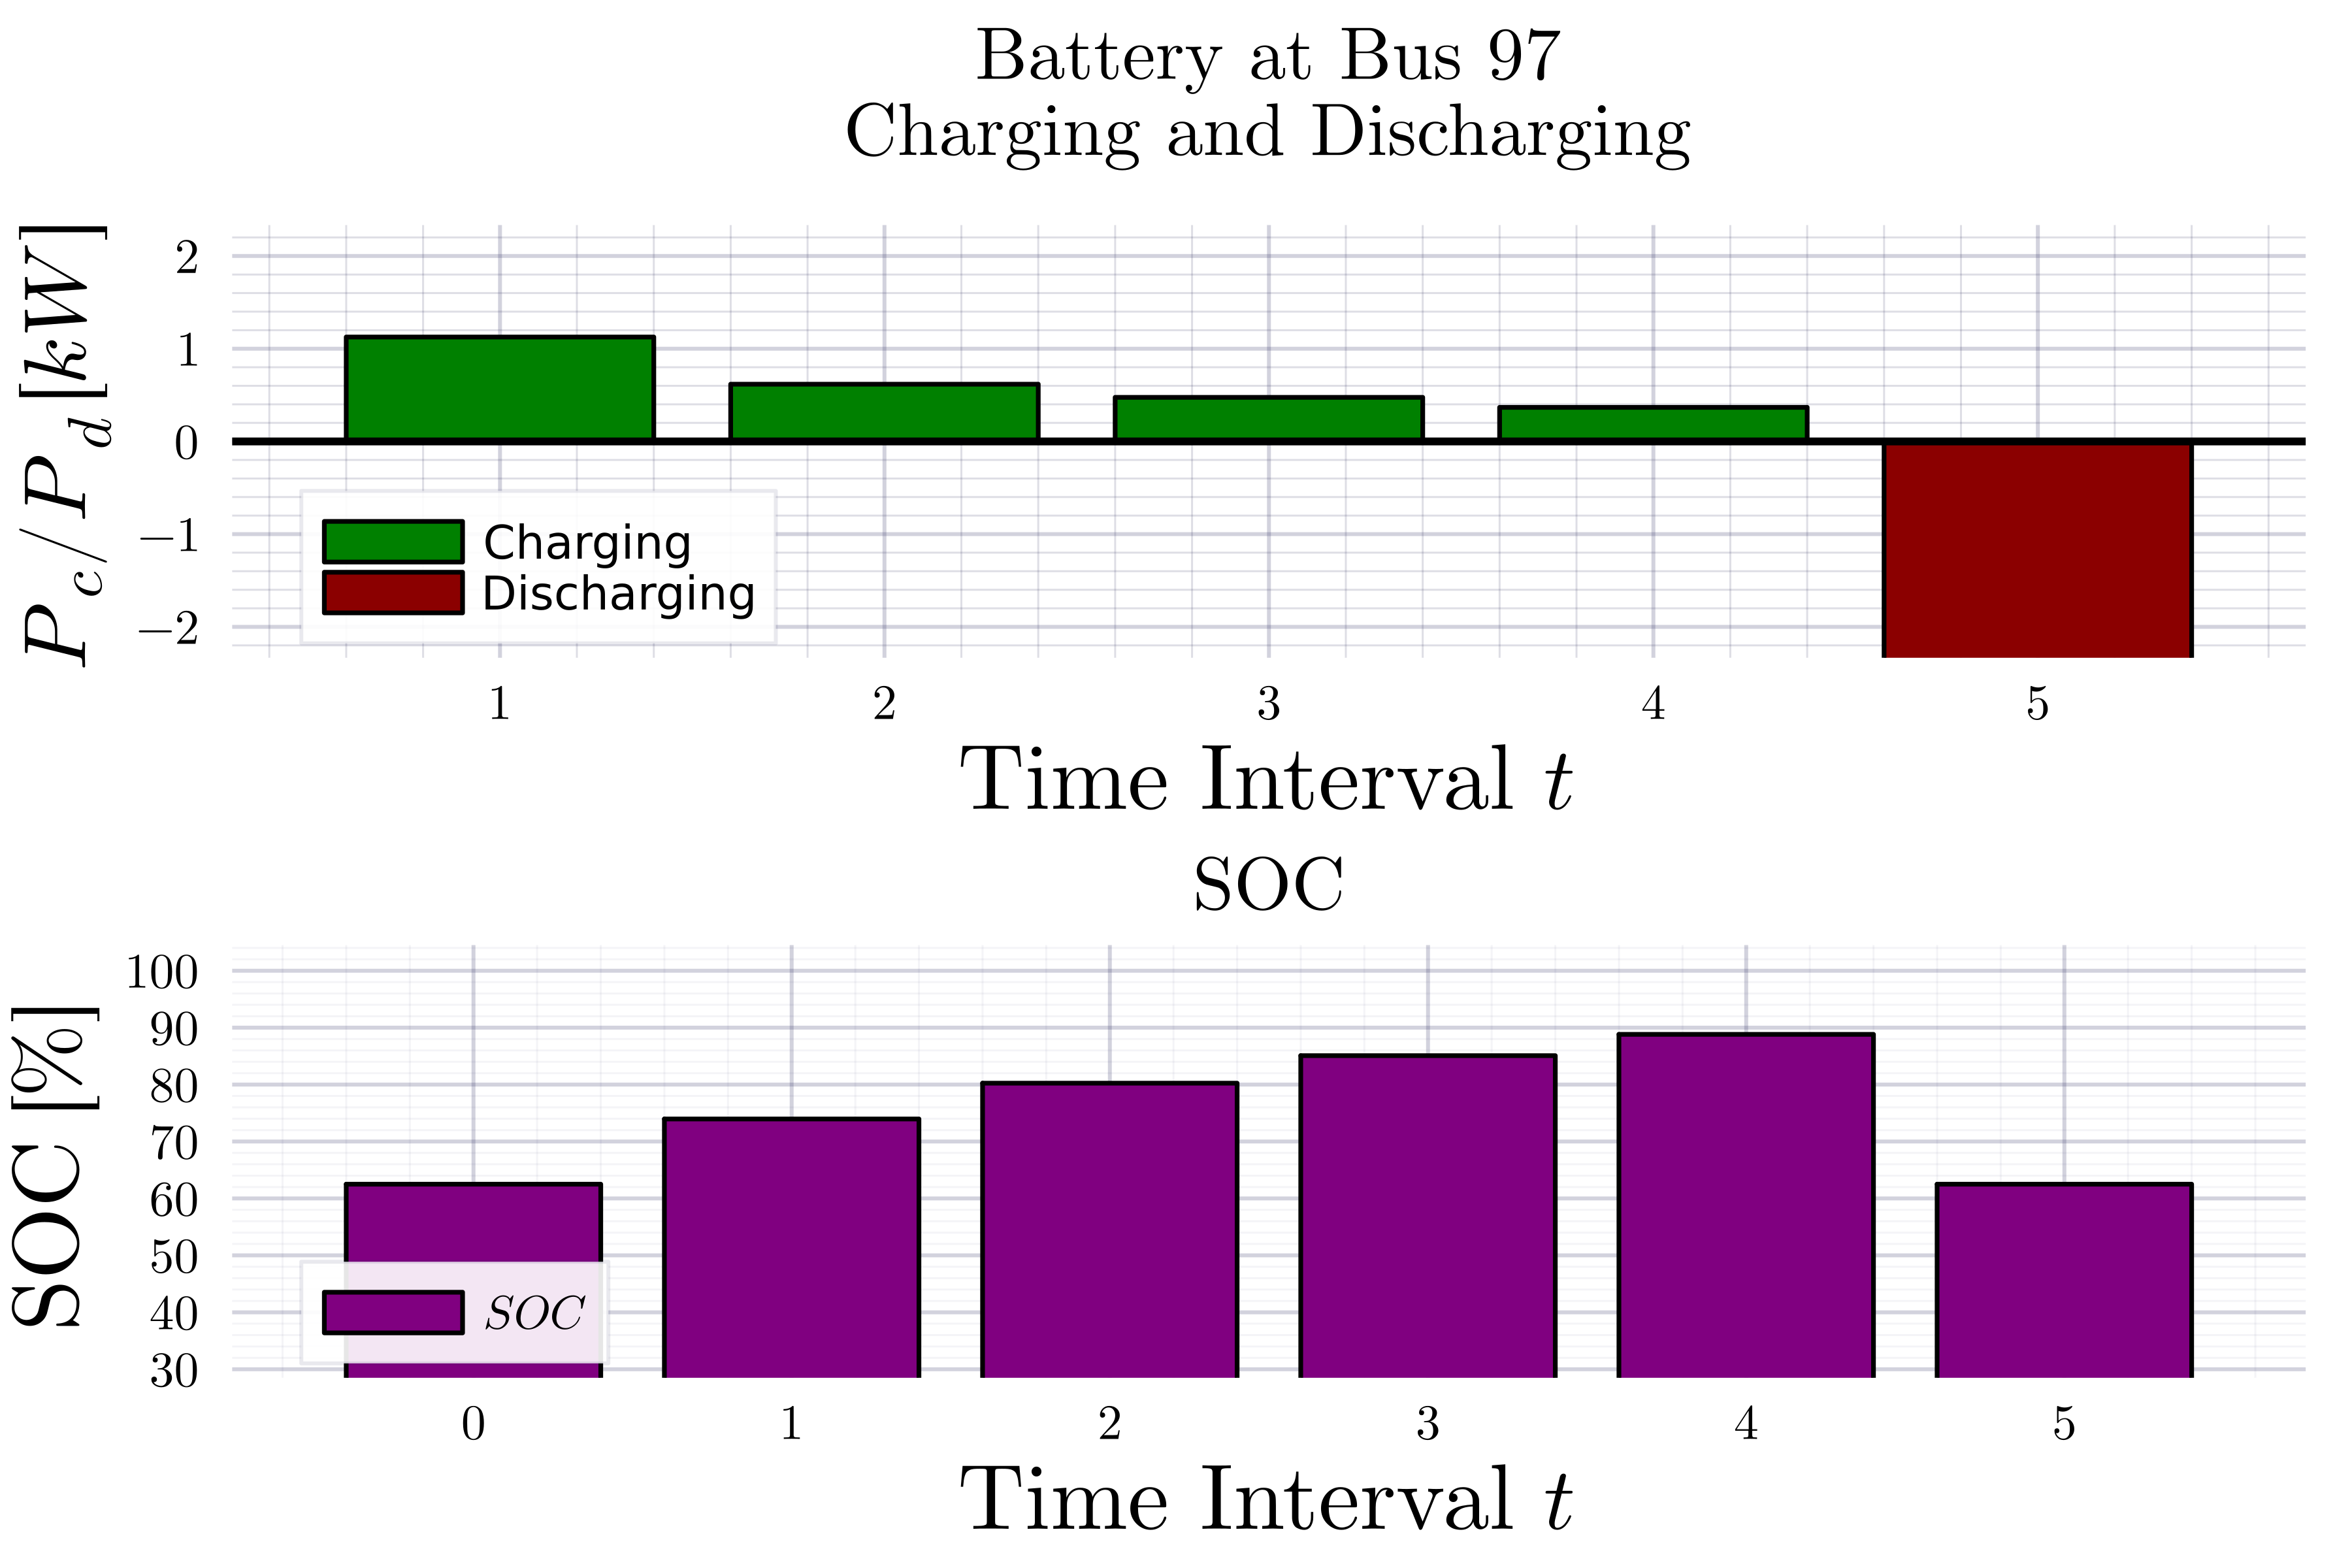 Battery at Bus 97
Charging and Discharging
P_c/P_d [kW]
2
1
0
−1
−2
Charging
Discharging
1 2 3 4 5
Time Interval t
SOC
SOC [%]
100
90
80
70
60
50
40
30
SOC
0 1 2 3 4 5
Time Interval t